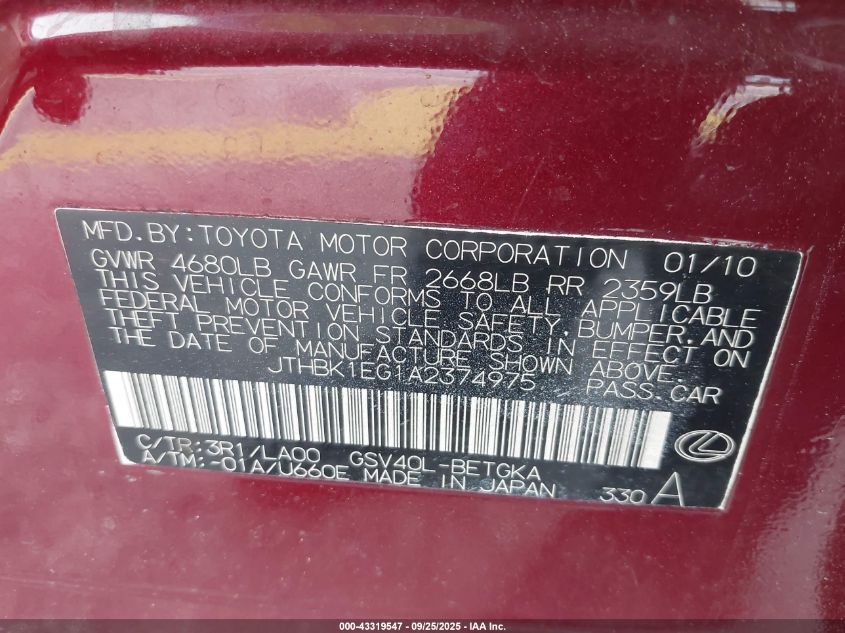 MFD.BY:TOYOTA MOTOR CORPORATION 01/10
GVWR 4680LB GAWR FR 2668LB RR 2359LB
THIS VEHICLE CONFORMS TO ALL APPLICABLE
FEDERAL MOTOR VEHICLE SAFETY,BUMPER,AND
THEFT PREVENTION STANDARDS IN EFFECT ON
THE DATE OF MANUFACTURE SHOWN ABOVE.
JTHBK1EG1A2374975 PASS.CAR
C/TR:3R1/LA00 GSV40L-BETGKA
A/TM:-01A/U660E MADE IN JAPAN 330 A
000-43319547 - 09/25/2025 - IAA Inc.